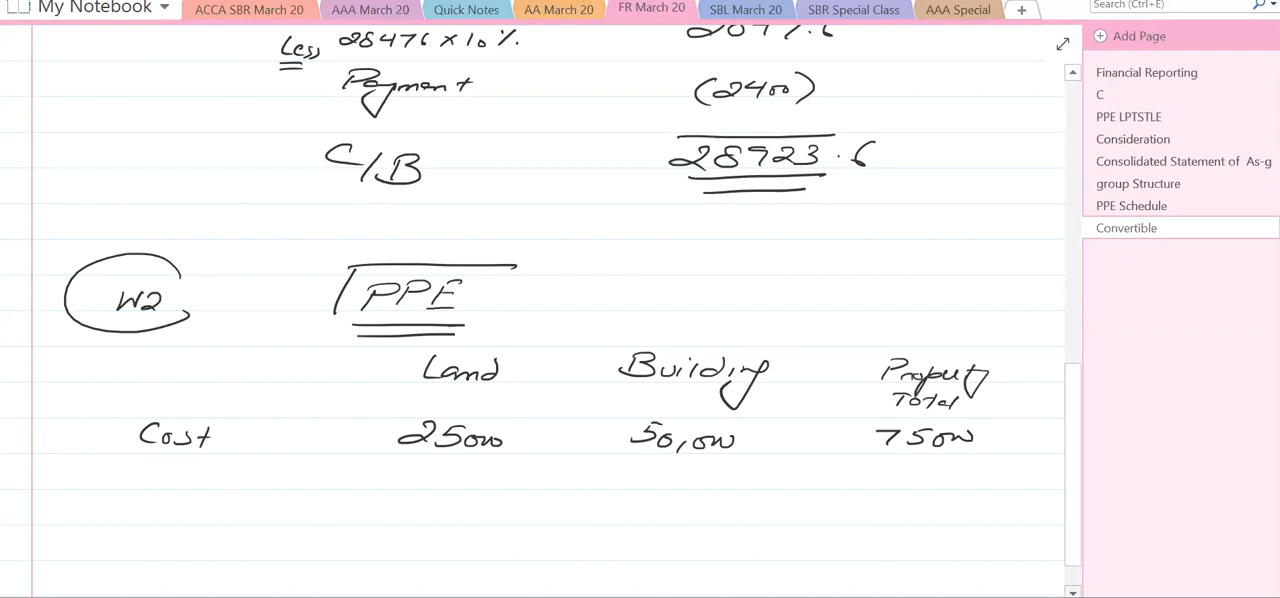 My Notebook
ACCA SBR March 20
AAA March 20
Quick Notes
AA March 20
FR March 20
SBL March 20
SBR Special Class
AAA Special
Search (Ctrl+E)
Add Page
Financial Reporting
C
PPE LPTSTLE
Consideration
Consolidated Statement of As-g
group Structure
PPE Schedule
Convertible
28476 x 10 %.
Less
Payment (2400)
C/B 28923.6
W2 PPE
Land Building Property
Total
Cost 25000 50,000 75000